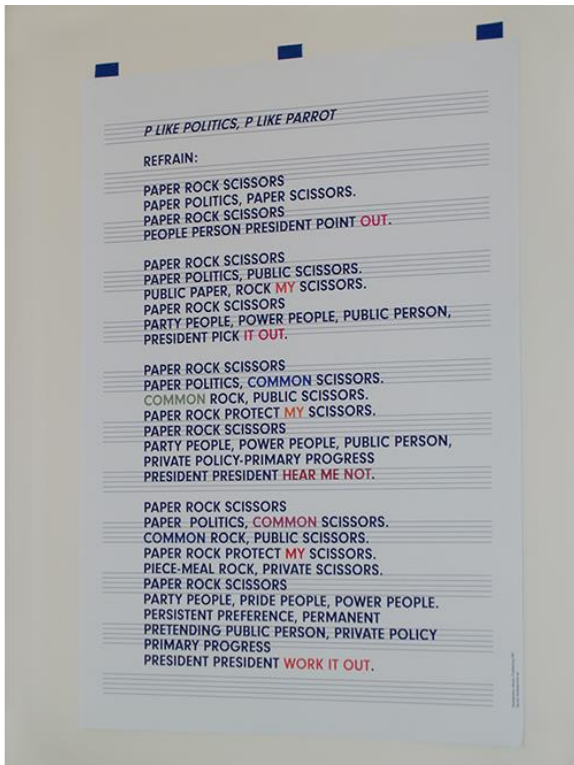 P LIKE POLITICS, P LIKE PARROT
REFRAIN:
PAPER ROCK SCISSORS
PAPER POLITICS, PAPER SCISSORS.
PAPER ROCK SCISSORS
PEOPLE PERSON PRESIDENT POINT OUT.
PAPER ROCK SCISSORS
PAPER POLITICS, PUBLIC SCISSORS.
PUBLIC PAPER, ROCK MY SCISSORS.
PAPER ROCK SCISSORS
PARTY PEOPLE, POWER PEOPLE, PUBLIC PERSON,
PRESIDENT PICK IT OUT.
PAPER ROCK SCISSORS
PAPER POLITICS, COMMON SCISSORS.
COMMON ROCK, PUBLIC SCISSORS.
PAPER ROCK PROTECT MY SCISSORS.
PAPER ROCK SCISSORS
PARTY PEOPLE, POWER PEOPLE, PUBLIC PERSON,
PRIVATE POLICY-PRIMARY PROGRESS
PRESIDENT PRESIDENT HEAR ME NOT.
PAPER ROCK SCISSORS
PAPER POLITICS, COMMON SCISSORS.
COMMON ROCK, PUBLIC SCISSORS.
PAPER ROCK PROTECT MY SCISSORS.
PIECE-MEAL ROCK, PRIVATE SCISSORS.
PAPER ROCK SCISSORS
PARTY PEOPLE, PRIDE PEOPLE, POWER PEOPLE.
PERSISTENT PREFERENCE, PERMANENT
PRETENDING PUBLIC PERSON, PRIVATE POLICY
PRIMARY PROGRESS
PRESIDENT PRESIDENT WORK IT OUT.